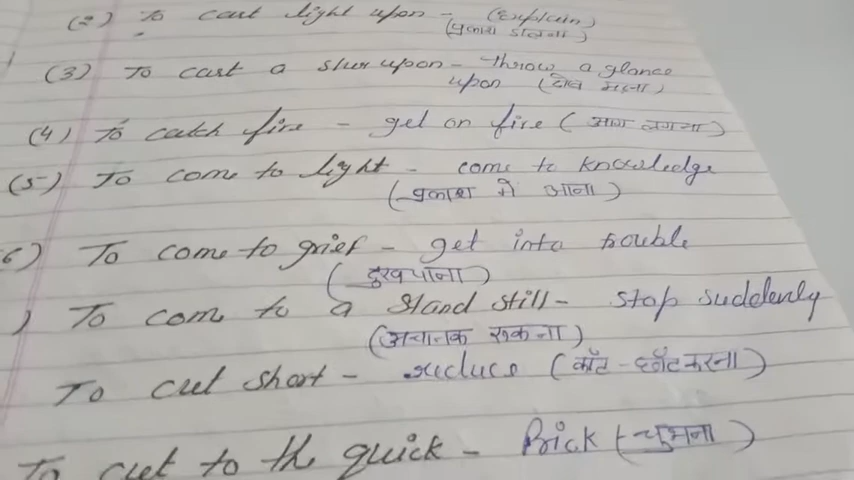 (2) To cast light upon - (Explain)
(प्रकाश डालना)
(3) To cast a slur upon - Throw a glance
upon (दोष मढ़ना)
(4) To catch fire - get on fire (आग लगना)
(5) To come to light - come to knowledge
(प्रकाश में आना)
6) To come to grief - get into trouble
(दुखपाना)
) To come to a stand still - stop suddenly
(अचानक रुकना)
To cut short - reduce (काँट-छाँटकरना)
To cut to the quick - Prick (चुभना)